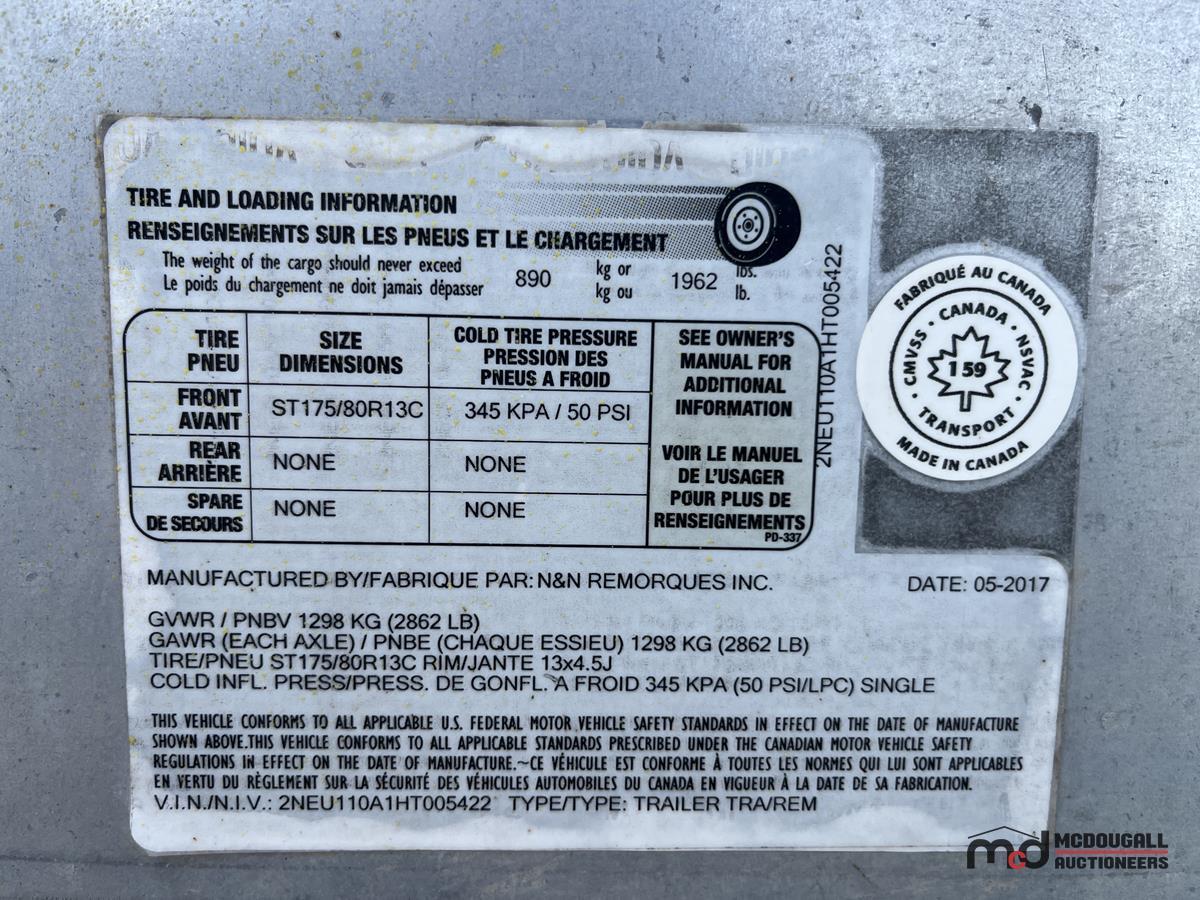 TIRE AND LOADING INFORMATION
RENSEIGNEMENTS SUR LES PNEUS ET LE CHARGEMENT
The weight of the cargo should never exceed 890 kg or 1962 lbs.
Le poids du chargement ne doit jamais dépasser kg ou lb.
TIRE PNEU SIZE DIMENSIONS COLD TIRE PRESSURE PRESSION DES PNEUS A FROID
FRONT AVANT ST175/80R13C 345 KPA / 50 PSI
REAR ARRIÈRE NONE NONE
SPARE DE SECOURS NONE NONE
SEE OWNER'S
MANUAL FOR
ADDITIONAL
INFORMATION
VOIR LE MANUEL
DE L'USAGER
POUR PLUS DE
RENSEIGNEMENTS
PD-337
2NEU110A1HT005422
FABRIQUÉ AU CANADA
CMVSS · CANADA · NSVAC · TRANSPORT ·
159
MADE IN CANADA
MANUFACTURED BY/FABRIQUE PAR: N&N REMORQUES INC. DATE: 05-2017
GVWR / PNBV 1298 KG (2862 LB)
GAWR (EACH AXLE) / PNBE (CHAQUE ESSIEU) 1298 KG (2862 LB)
TIRE/PNEU ST175/80R13C RIM/JANTE 13x4.5J
COLD INFL. PRESS/PRESS. DE GONFL. A FROID 345 KPA (50 PSI/LPC) SINGLE
THIS VEHICLE CONFORMS TO ALL APPLICABLE U.S. FEDERAL MOTOR VEHICLE SAFETY STANDARDS IN EFFECT ON THE DATE OF MANUFACTURE
SHOWN ABOVE.THIS VEHICLE CONFORMS TO ALL APPLICABLE STANDARDS PRESCRIBED UNDER THE CANADIAN MOTOR VEHICLE SAFETY
REGULATIONS IN EFFECT ON THE DATE OF MANUFACTURE.~CE VÉHICULE EST CONFORME À TOUTES LES NORMES QUI LUI SONT APPLICABLES
EN VERTU DU RÈGLEMENT SUR LA SÉCURITÉ DES VÉHICULES AUTOMOBILES DU CANADA EN VIGUEUR À LA DATE DE SA FABRICATION.
V.I.N./N.I.V.: 2NEU110A1HT005422 TYPE/TYPE: TRAILER TRA/REM
mcd MCDOUGALL
AUCTIONEERS